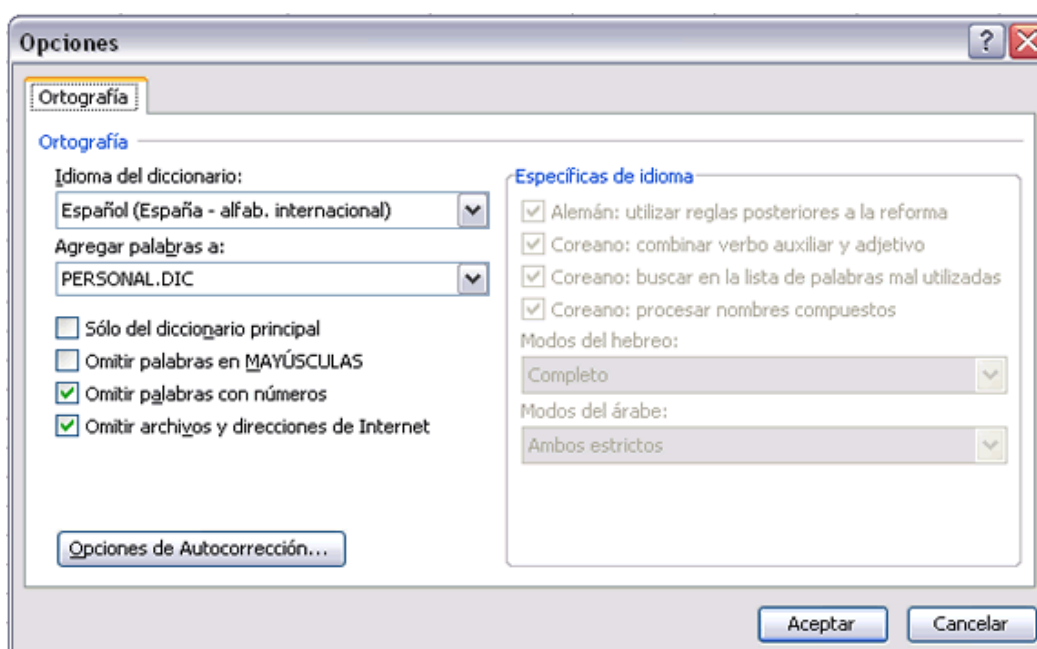 Opciones
Ortografía
Ortografía
Idioma del diccionario:
Español (España - alfab. internacional)
Agregar palabras a:
PERSONAL.DIC
Sólo del diccionario principal
Omitir palabras en MAYÚSCULAS
Omitir palabras con números
Omitir archivos y direcciones de Internet
Opciones de Autocorrección...
Específicas de idioma
Alemán: utilizar reglas posteriores a la reforma
Coreano: combinar verbo auxiliar y adjetivo
Coreano: buscar en la lista de palabras mal utilizadas
Coreano: procesar nombres compuestos
Modos del hebreo:
Completo
Modos del árabe:
Ambos estrictos
Aceptar
Cancelar